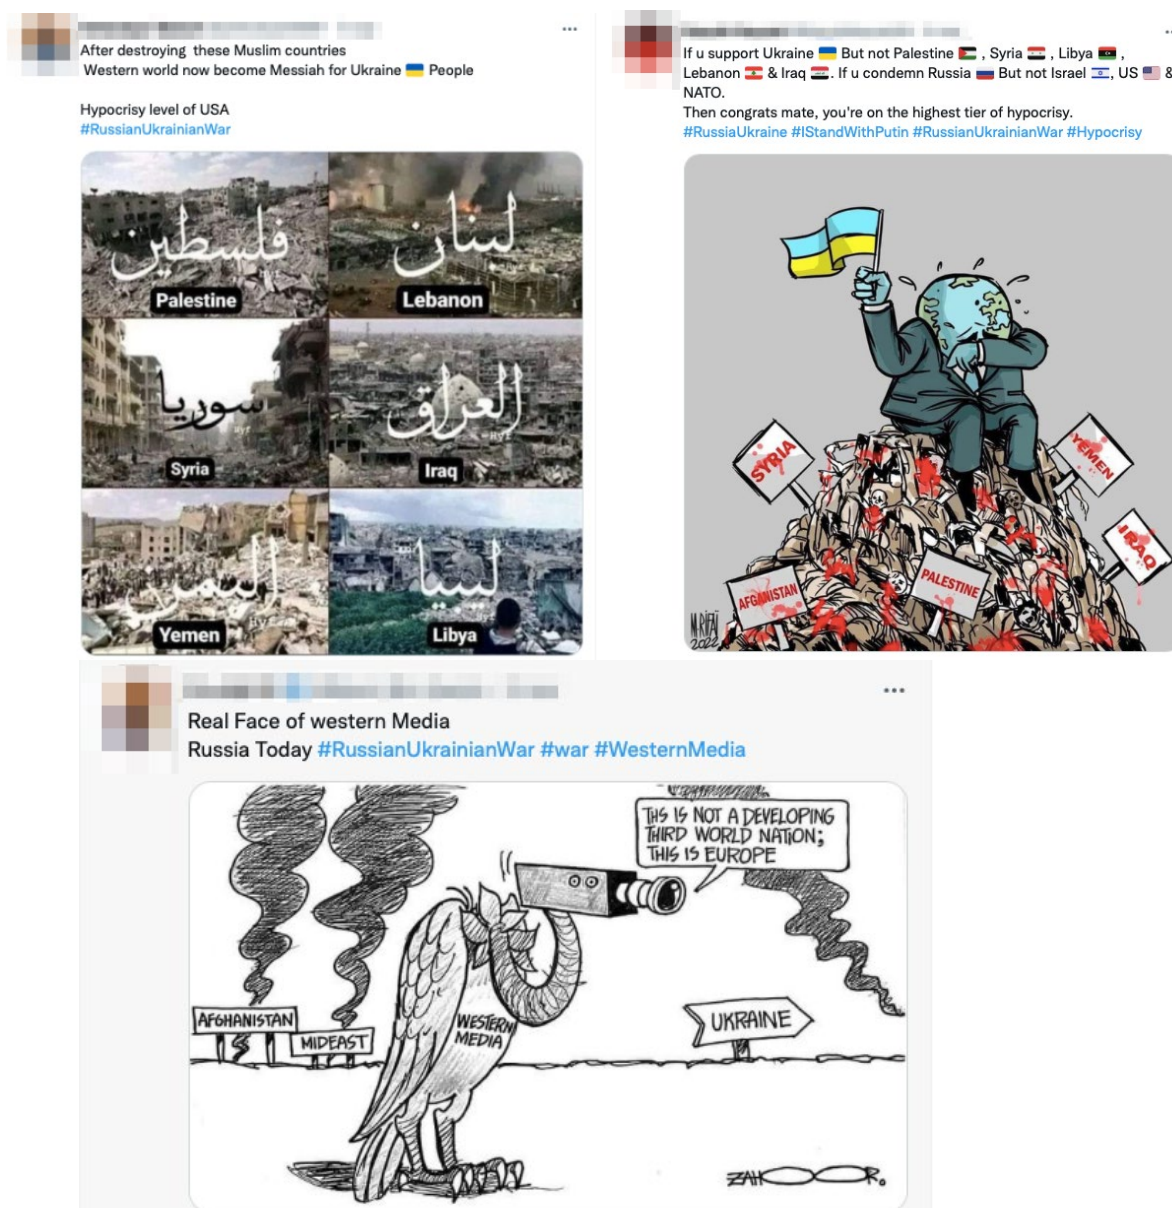 After destroying these Muslim countries
Western world now become Messiah for Ukraine 🇺🇦 People
Hypocrisy level of USA
#RussianUkrainianWar
فلسطين
Palestine
لبنان
Lebanon
سوريا
Syria
العراق
Iraq
اليمن
Yemen
ليبيا
Libya
If u support Ukraine 🇺🇦 But not Palestine 🇵🇸 , Syria 🇸🇾 , Libya 🇱🇾 ,
Lebanon 🇱🇧 & Iraq 🇮🇶. If u condemn Russia 🇷🇺 But not Israel 🇮🇱, US 🇺🇸 &
NATO.
Then congrats mate, you're on the highest tier of hypocrisy.
#RussiaUkraine #IStandWithPutin #RussianUkrainianWar #Hypocrisy
SYRIA
YEMEN
IRAQ
PALESTINE
AFGANISTAN
M.RIFAI
2022
Real Face of western Media
Russia Today #RussianUkrainianWar #war #WesternMedia
THS IS NOT A DEVELOPING
THIRD WORLD NATION;
THIS IS EUROPE
AFGHANISTAN
MIDEAST
WESTERN
MEDIA
UKRAINE
ZAHOOR.